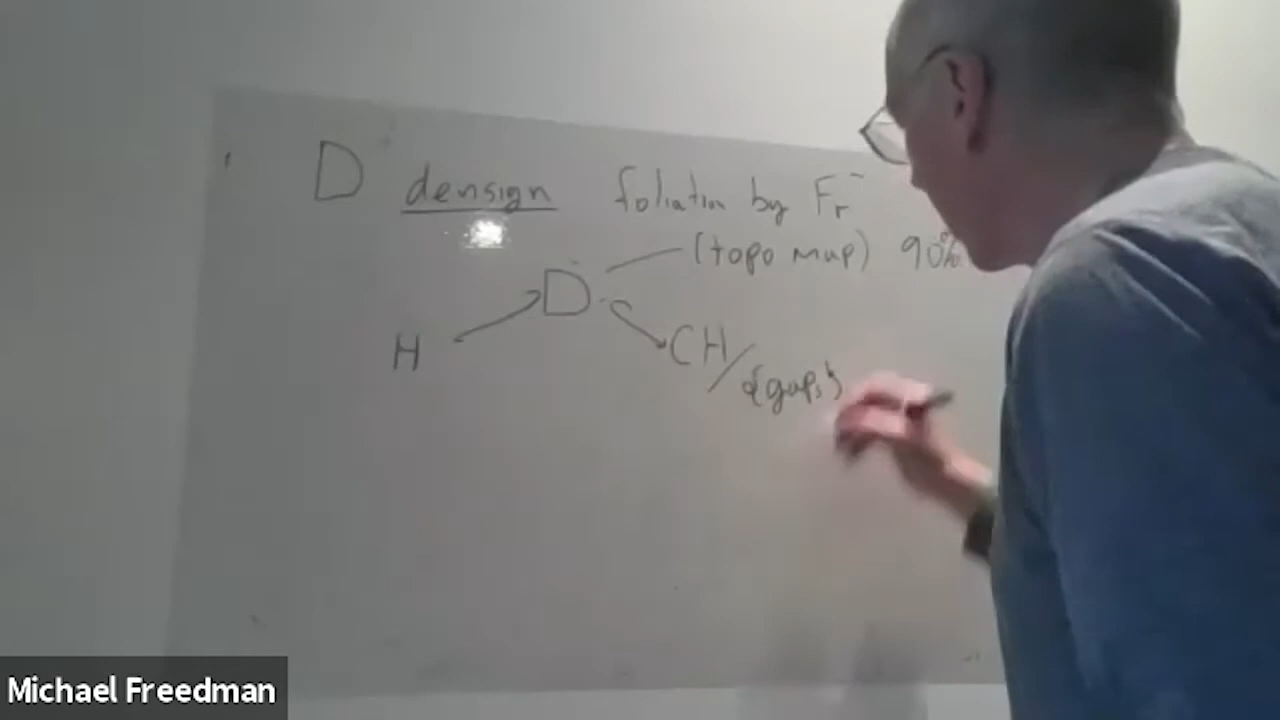 D densign foliation by Fr
(topo map) 90%
D
H
CH/{gaps}
Michael Freedman